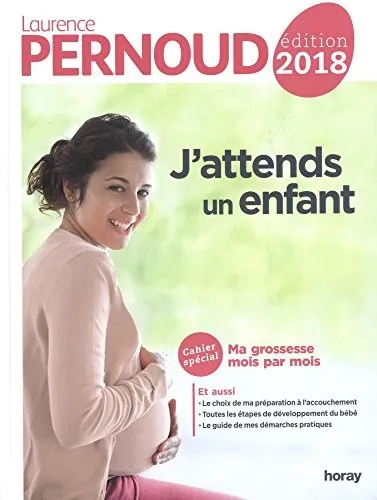 Laurence
PERNOUD
édition
2018
J'attends
un enfant
Cahier
spécial
Ma grossesse
mois par mois
Et aussi
• Le choix de ma préparation à l'accouchement
• Toutes les étapes de développement du bébé
• Le guide de mes démarches pratiques
horay